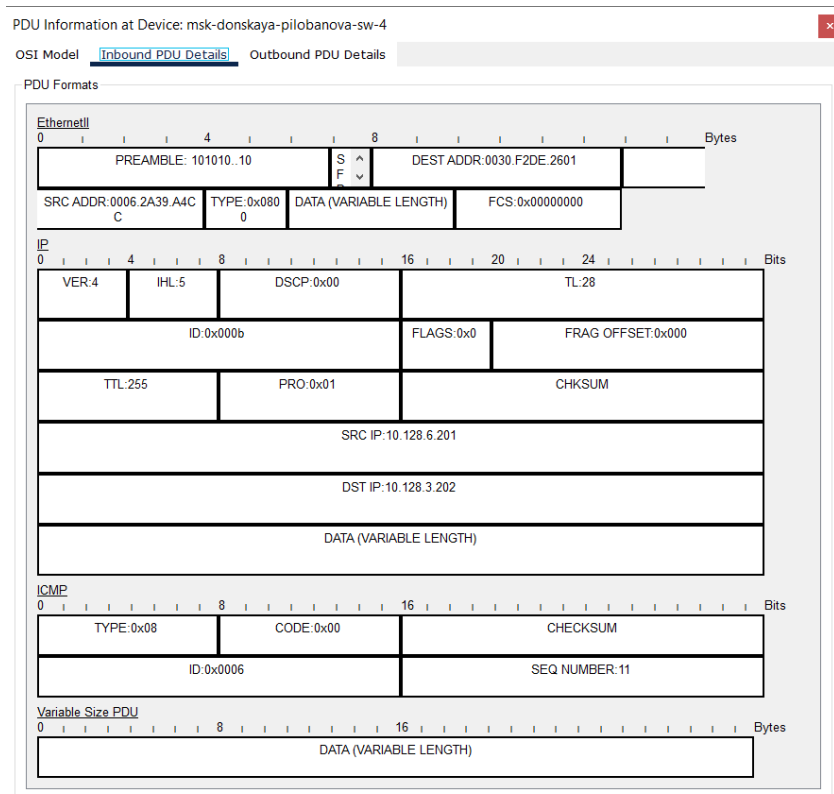 PDU Information at Device: msk-donskaya-pilobanova-sw-4
OSI Model Inbound PDU Details Outbound PDU Details
PDU Formats
EthernetII
0 4 8 Bytes
PREAMBLE: 101010..10 SF DEST ADDR:0030.F2DE.2601
SRC ADDR:0006.2A39.A4CC TYPE:0x0800 DATA (VARIABLE LENGTH) FCS:0x00000000
IP
0 4 8 16 20 24 Bits
VER:4 IHL:5 DSCP:0x00 TL:28
ID:0x000b FLAGS:0x0 FRAG OFFSET:0x000
TTL:255 PRO:0x01 CHKSUM
SRC IP:10.128.6.201
DST IP:10.128.3.202
DATA (VARIABLE LENGTH)
ICMP
0 8 16 Bits
TYPE:0x08 CODE:0x00 CHECKSUM
ID:0x0006 SEQ NUMBER:11
Variable Size PDU
0 8 16 Bytes
DATA (VARIABLE LENGTH)